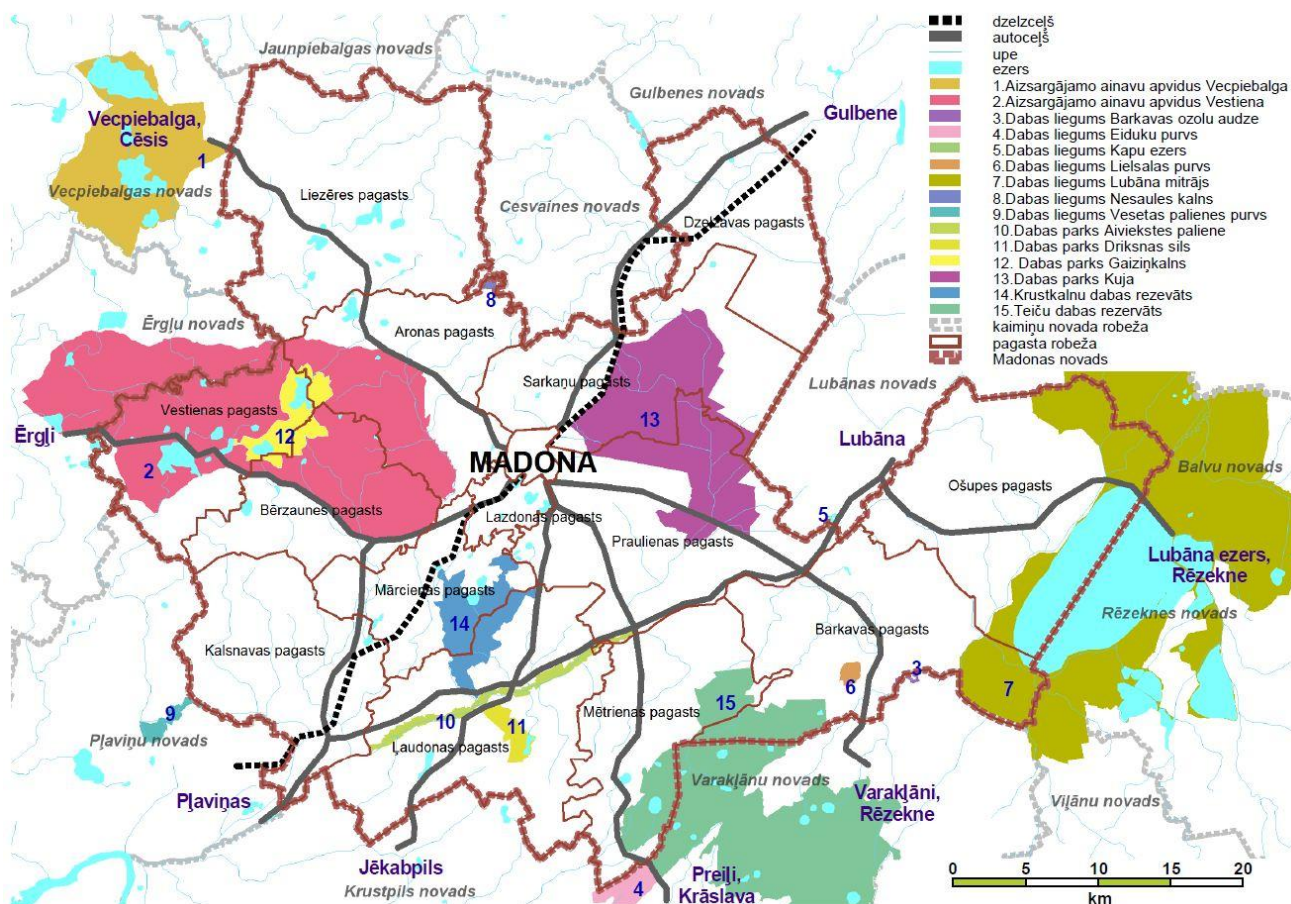 dzelzceļš
autoceļš
upe
ezers
1.Aizsargājamo ainavu apvidus Vecpiebalga
2.Aizsargājamo ainavu apvidus Vestiena
3.Dabas liegums Barkavas ozolu audze
4.Dabas liegums Eiduku purvs
5.Dabas liegums Kapu ezers
6.Dabas liegums Lielsalas purvs
7.Dabas liegums Lubāna mitrājs
8.Dabas liegums Nesaules kalns
9.Dabas liegums Vesetas palienes purvs
10.Dabas parks Aiviekstes paliene
11.Dabas parks Driksnas sils
12. Dabas parks Gaiziņkalns
13.Dabas parks Kuja
14.Krustkalnu dabas rezevāts
15.Teiču dabas rezervāts
kaimiņu novada robeža
pagasta robeža
Madonas novads
Jaunpiebalgas novads
Gulbenes novads
Gulbene
Vecpiebalga,
Cēsis
1
Vecpiebalgas novads
Liezēres pagasts
Cesvaines novads
Dzelzavas pagasts
8
Ērgļu novads
Aronas pagasts
Sarkaņu pagasts
Lubānas novads
Vestienas pagasts
13
Ērgļi
12
2
MADONA
Lubāna
Balvu novads
Ošupes pagasts
Bērzaunes pagasts
Lazdonas pagasts
5
Praulienas pagasts
Lubāna ezers,
Rēzekne
Mārcienas pagasts
14
Rēzeknes novads
Barkavas pagasts
Kalsnavas pagasts
3
6
7
15
9
Mētrienas pagasts
10
11
Pļaviņu novads
Ļaudonas pagasts
Varakļānu novads
Pļaviņas
Varakļāni,
Rēzekne
Viļānu novads
Jēkabpils
Krustpils novads
4
Preiļi,
Krāslava
0 5 10 15 20
km